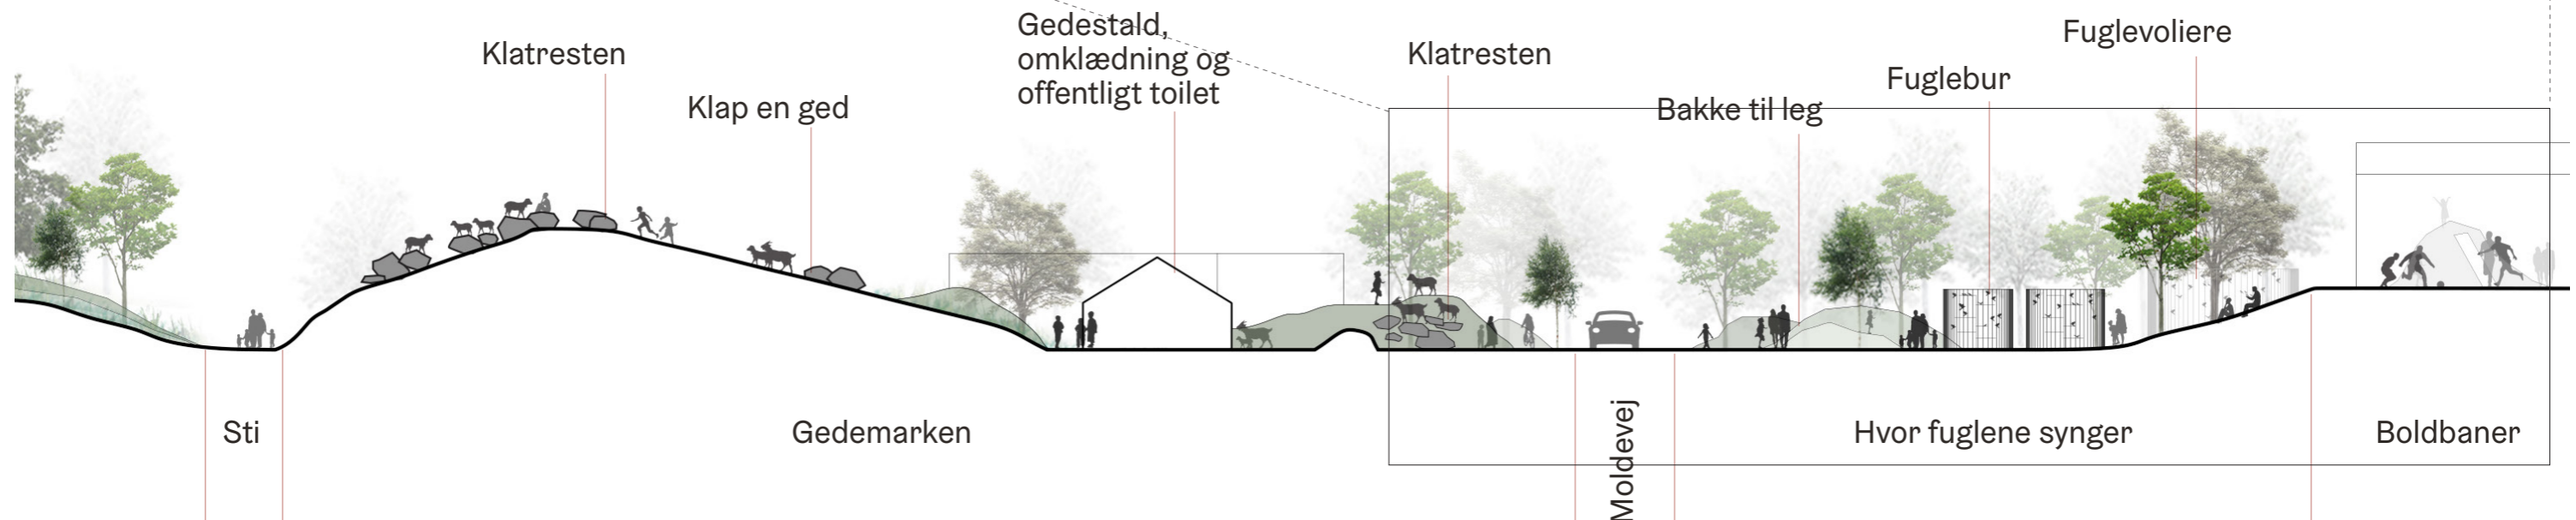 Klatresten
Klap en ged
Gedestald,
omklædning og
offentligt toilet
Klatresten
Bakke til leg
Fuglebur
Fuglevoliere
Sti
Gedemarken
Moldevej
Hvor fuglene synger
Boldbaner